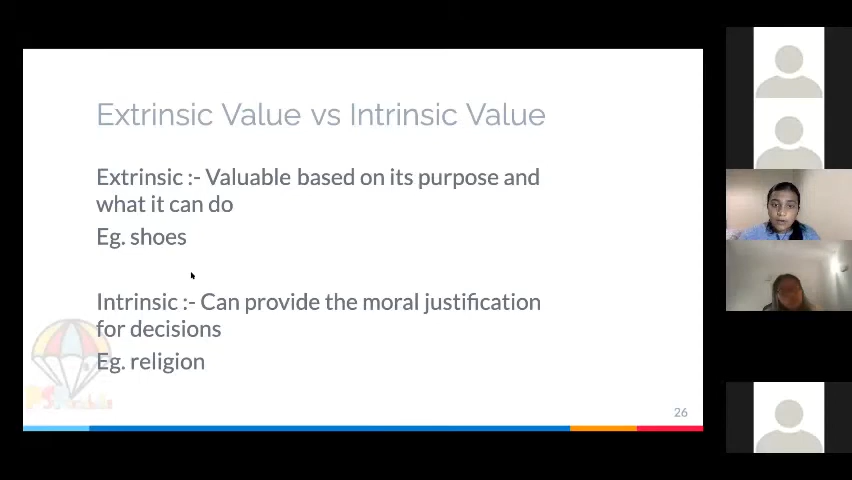 Extrinsic Value vs Intrinsic Value
Extrinsic :- Valuable based on its purpose and
what it can do
Eg. shoes
Intrinsic :- Can provide the moral justification
for decisions
Eg. religion
26